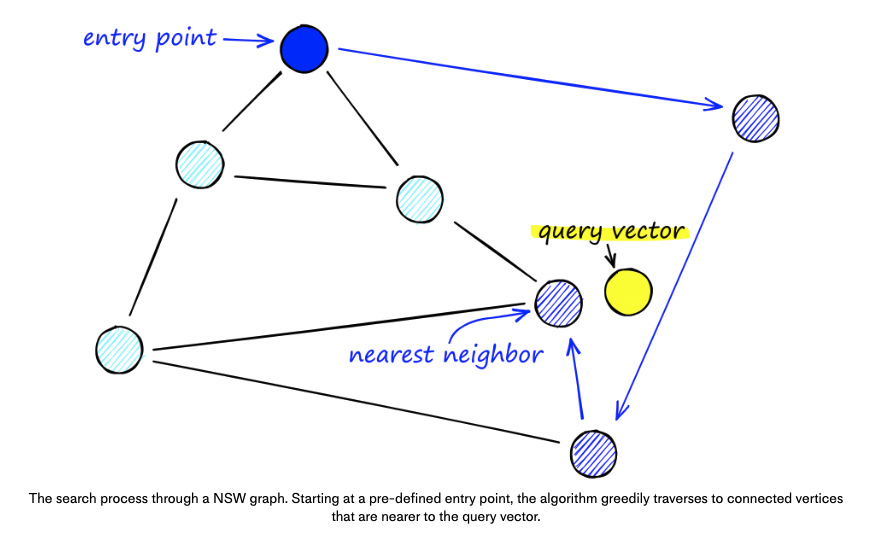 entry point
query vector
nearest neighbor
The search process through a NSW graph. Starting at a pre-defined entry point, the algorithm greedily traverses to connected vertices
that are nearer to the query vector.